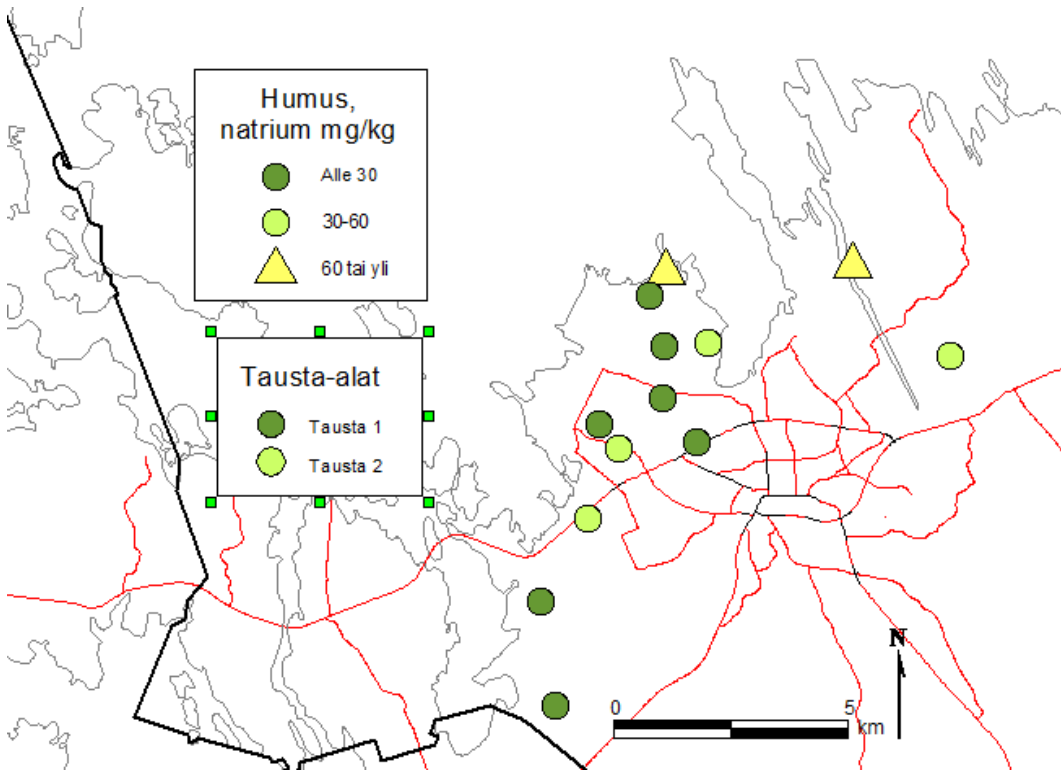 Humus,
natrium mg/kg
Alle 30
30-60
60 tai yli
Tausta-alat
Tausta 1
Tausta 2
N
0 5
km